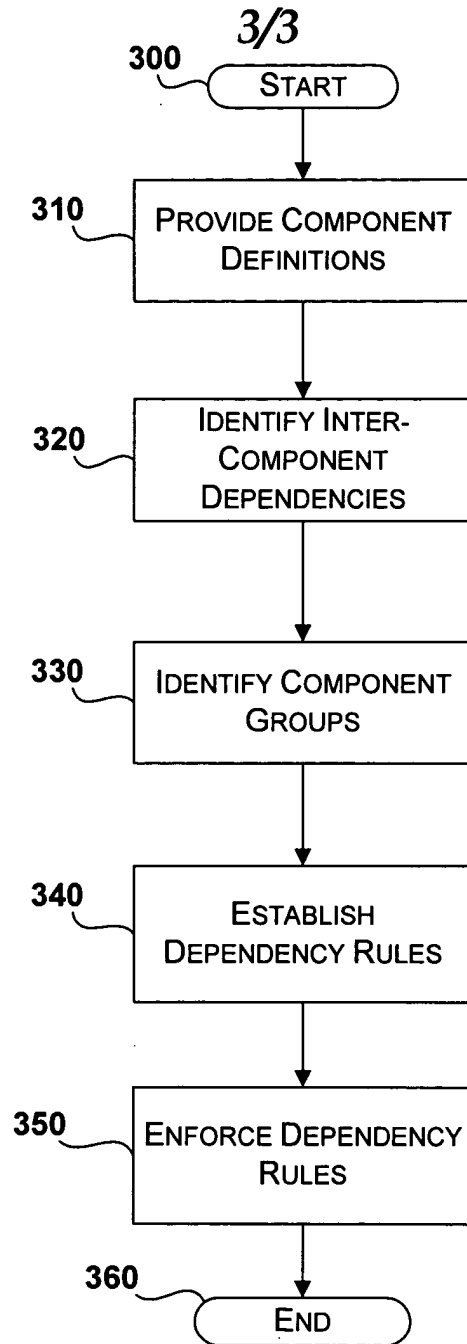 3/3
300
START
310
PROVIDE COMPONENT
DEFINITIONS
320
IDENTIFY INTER-
COMPONENT
DEPENDENCIES
330
IDENTIFY COMPONENT
GROUPS
340
ESTABLISH
DEPENDENCY RULES
350
ENFORCE DEPENDENCY
RULES
360
END